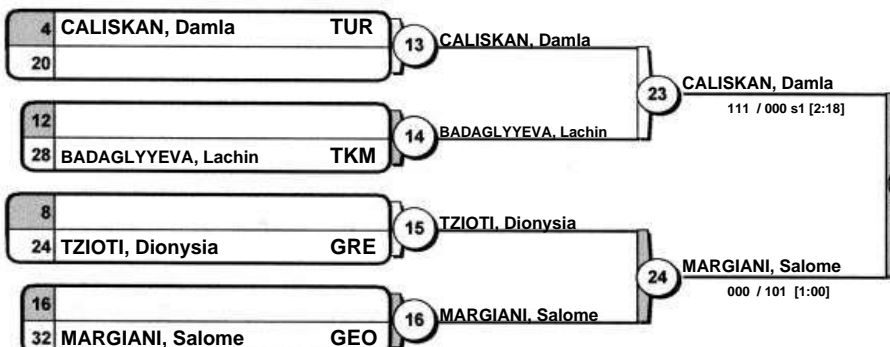 4 CALISKAN, Damla TUR
20
13 CALISKAN, Damla
12
28 BADAGLYYEVA, Lachin TKM
14 BADAGLYYEVA, Lachin
23 CALISKAN, Damla
111 / 000 s1 [2:18]
8
24 TZIOTI, Dionysia GRE
15 TZIOTI, Dionysia
16
32 MARGIANI, Salome GEO
16 MARGIANI, Salome
24 MARGIANI, Salome
000 / 101 [1:00]